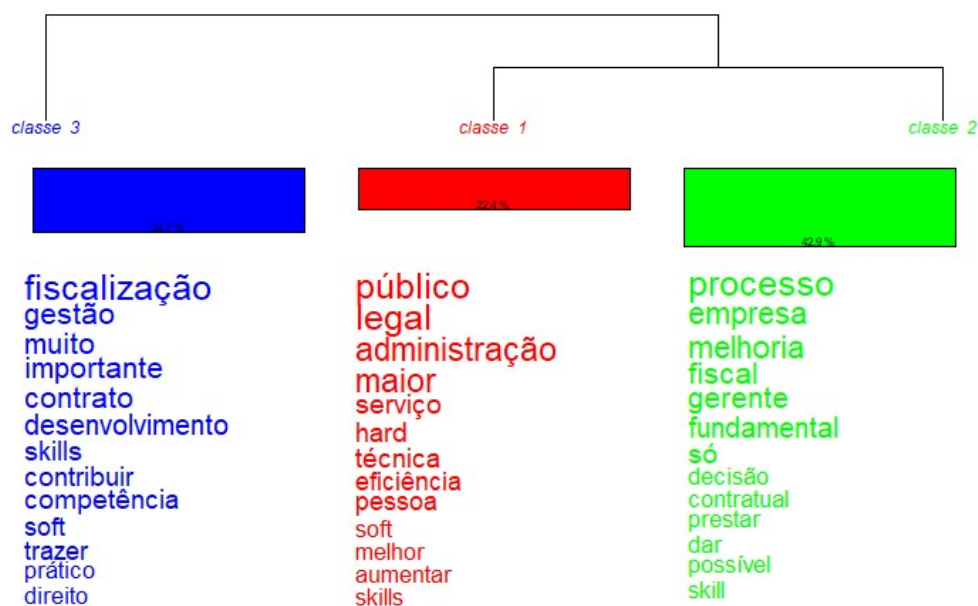 classe 3
classe 1
classe 2
22.4 %
42.9 %
fiscalização
gestão
muito
importante
contrato
desenvolvimento
skills
contribuir
competência
soft
trazer
prático
direito
público
legal
administração
maior
serviço
hard
técnica
eficiência
pessoa
soft
melhor
aumentar
skills
processo
empresa
melhoria
fiscal
gerente
fundamental
só
decisão
contratual
prestar
dar
possível
skill